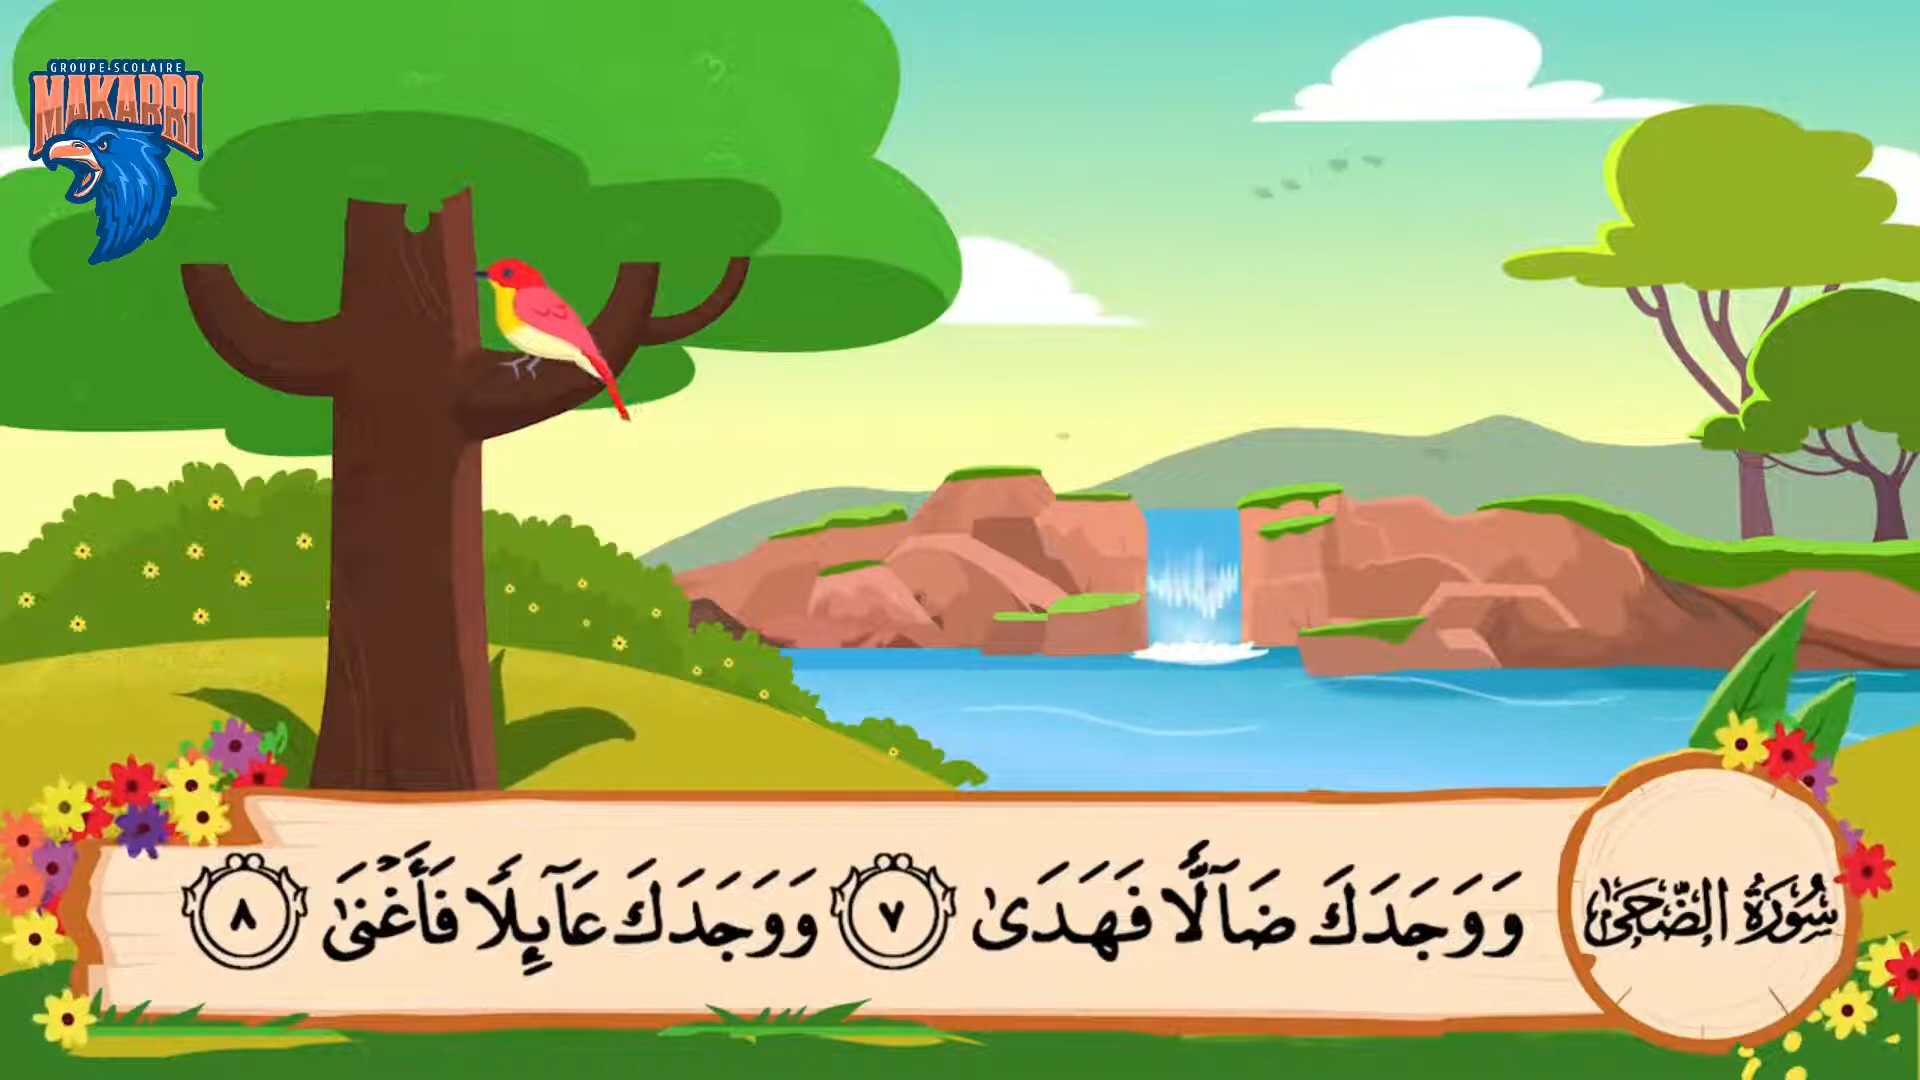 GROUPE·SCOLAIRE
MAKARRI
سُورَةُ الضُّحَىٰ
وَوَجَدَكَ ضَآلًّا فَهَدَىٰ ٧ وَوَجَدَكَ عَآئِلًا فَأَغۡنَىٰ ٨